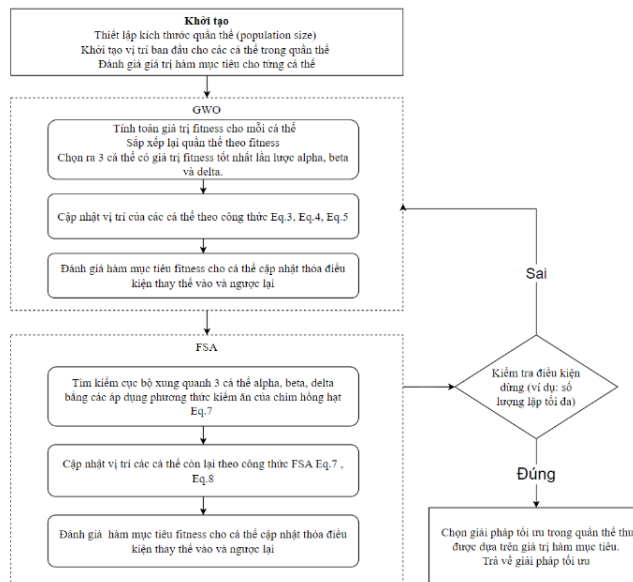 Khởi tạo
Thiết lập kích thước quần thể (population size)
Khởi tạo vị trí ban đầu cho các cá thể trong quần thể
Đánh giá giá trị hàm mục tiêu cho từng cá thể
GWO
Tính toán giá trị fitness cho mỗi cá thể
Sắp xếp lại quần thể theo fitness
Chọn ra 3 cá thể có giá trị fitness tốt nhất lần lược alpha, beta
và delta.
Cập nhật vị trí của các cá thể theo công thức Eq.3, Eq.4, Eq.5
Đánh giá hàm mục tiêu fitness cho cá thể cập nhật thỏa điều
kiện thay thế vào và ngược lại
Sai
FSA
Tìm kiếm cục bộ xung quanh 3 cá thể alpha, beta, delta
bằng các áp dụng phương thức kiếm ăn của chim hồng hạt
Eq.7
Cập nhật vị trí các cá thể còn lại theo công thức FSA Eq.7 ,
Eq.8
Đánh giá hàm mục tiêu fitness cho cá thể cập nhật thỏa điều
kiện thay thế vào và ngược lại
Kiểm tra điều kiện
dừng (ví dụ: số
lượng lặp tối đa)
Đúng
Chọn giải pháp tối ưu trong quần thể thu
được dựa trên giá trị hàm mục tiêu.
Trả về giải pháp tối ưu